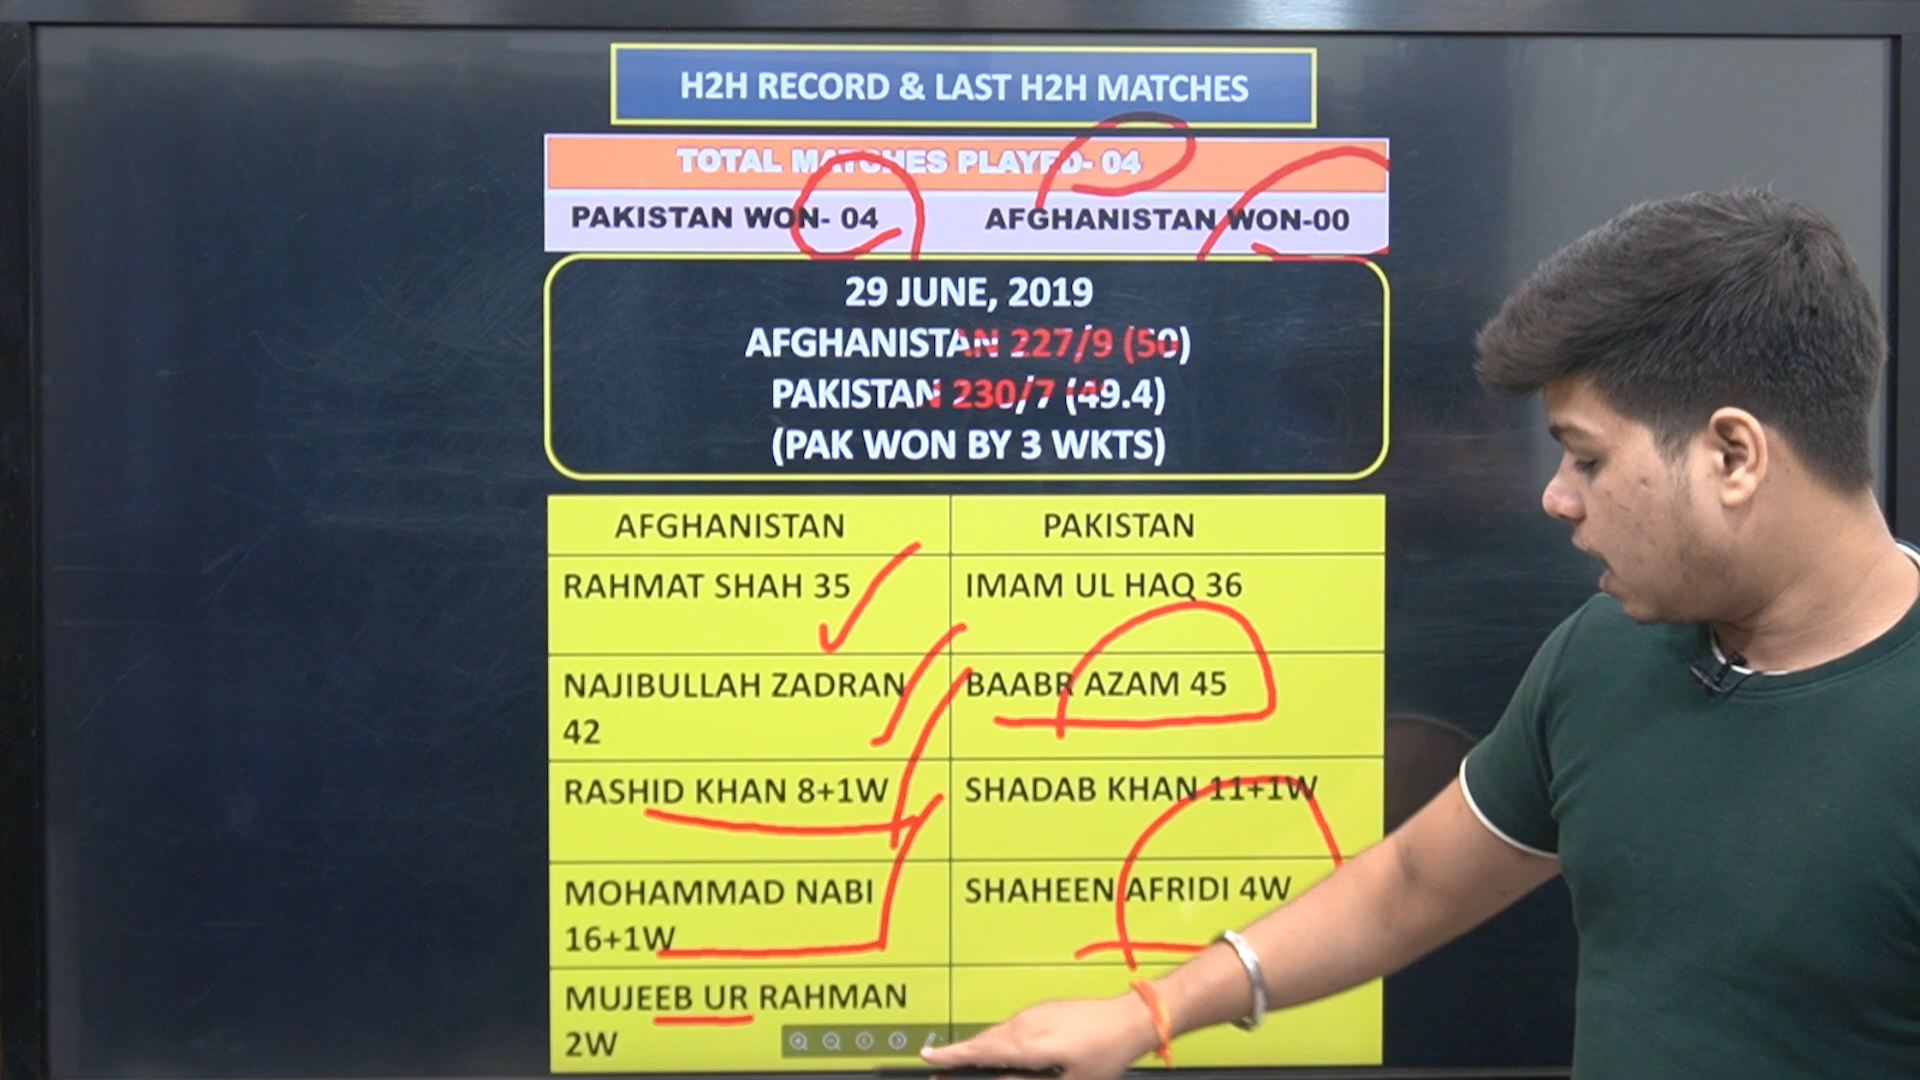 H2H RECORD & LAST H2H MATCHES
TOTAL MATCHES PLAYED- 04
PAKISTAN WON- 04 AFGHANISTAN WON-00
29 JUNE, 2019
AFGHANISTAN 227/9 (50)
PAKISTAN 230/7 (49.4)
(PAK WON BY 3 WKTS)
AFGHANISTAN PAKISTAN
RAHMAT SHAH 35 IMAM UL HAQ 36
NAJIBULLAH ZADRAN BAABR AZAM 45
42
RASHID KHAN 8+1W SHADAB KHAN 11+1W
MOHAMMAD NABI SHAHEEN AFRIDI 4W
16+1W
MUJEEB UR RAHMAN
2W